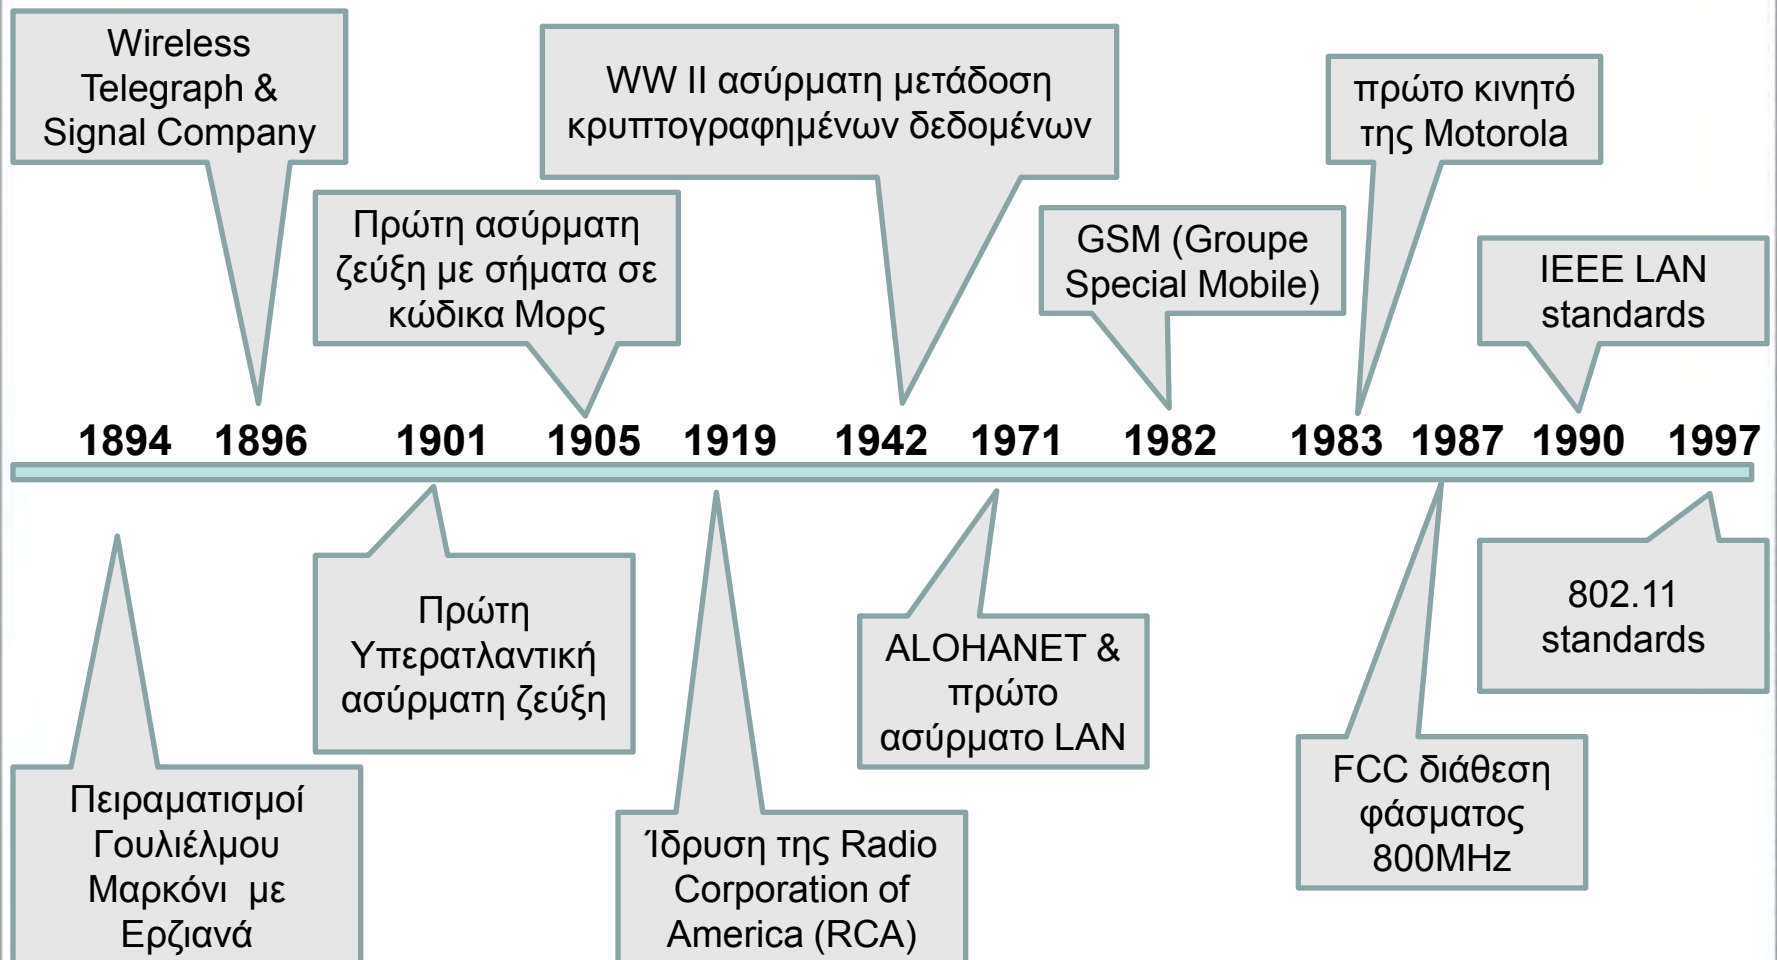 Wireless
Telegraph &
Signal Company
WW II ασύρματη μετάδοση
κρυπτογραφημένων δεδομένων
πρώτο κινητό
της Motorola
Πρώτη ασύρματη
ζεύξη με σήματα σε
κώδικα Μορς
GSM (Groupe
Special Mobile)
IEEE LAN
standards
1894 1896 1901 1905 1919 1942 1971 1982 1983 1987 1990 1997
Πρώτη
Υπερατλαντική
ασύρματη ζεύξη
ALOHANET &
πρώτο
ασύρματο LAN
802.11
standards
Πειραματισμοί
Γουλιέλμου
Μαρκόνι με
Ερζιανά
Ίδρυση της Radio
Corporation of
America (RCA)
FCC διάθεση
φάσματος
800MHz